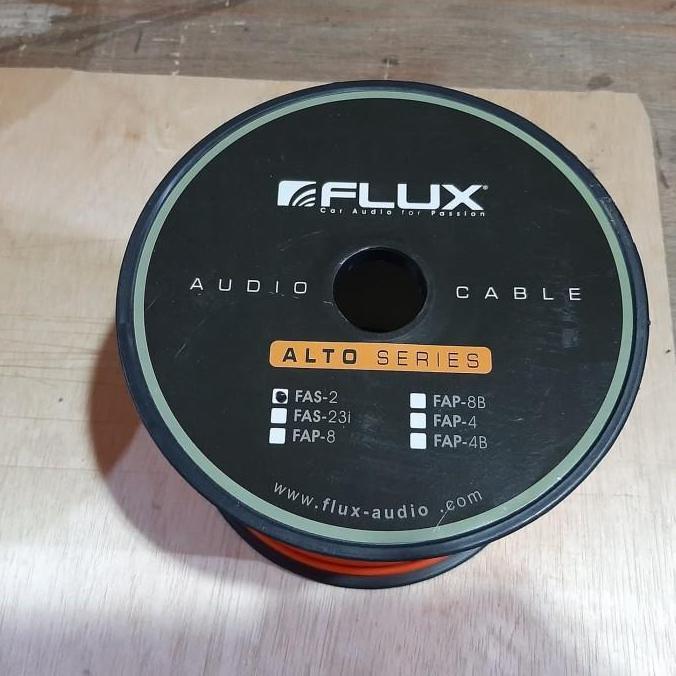 FLUX®
Car Audio for Passion
AUDIO CABLE
ALTO SERIES
FAS-2
FAS-23i
FAP-8
FAP-8B
FAP-4
FAP-4B
www.flux-audio.com